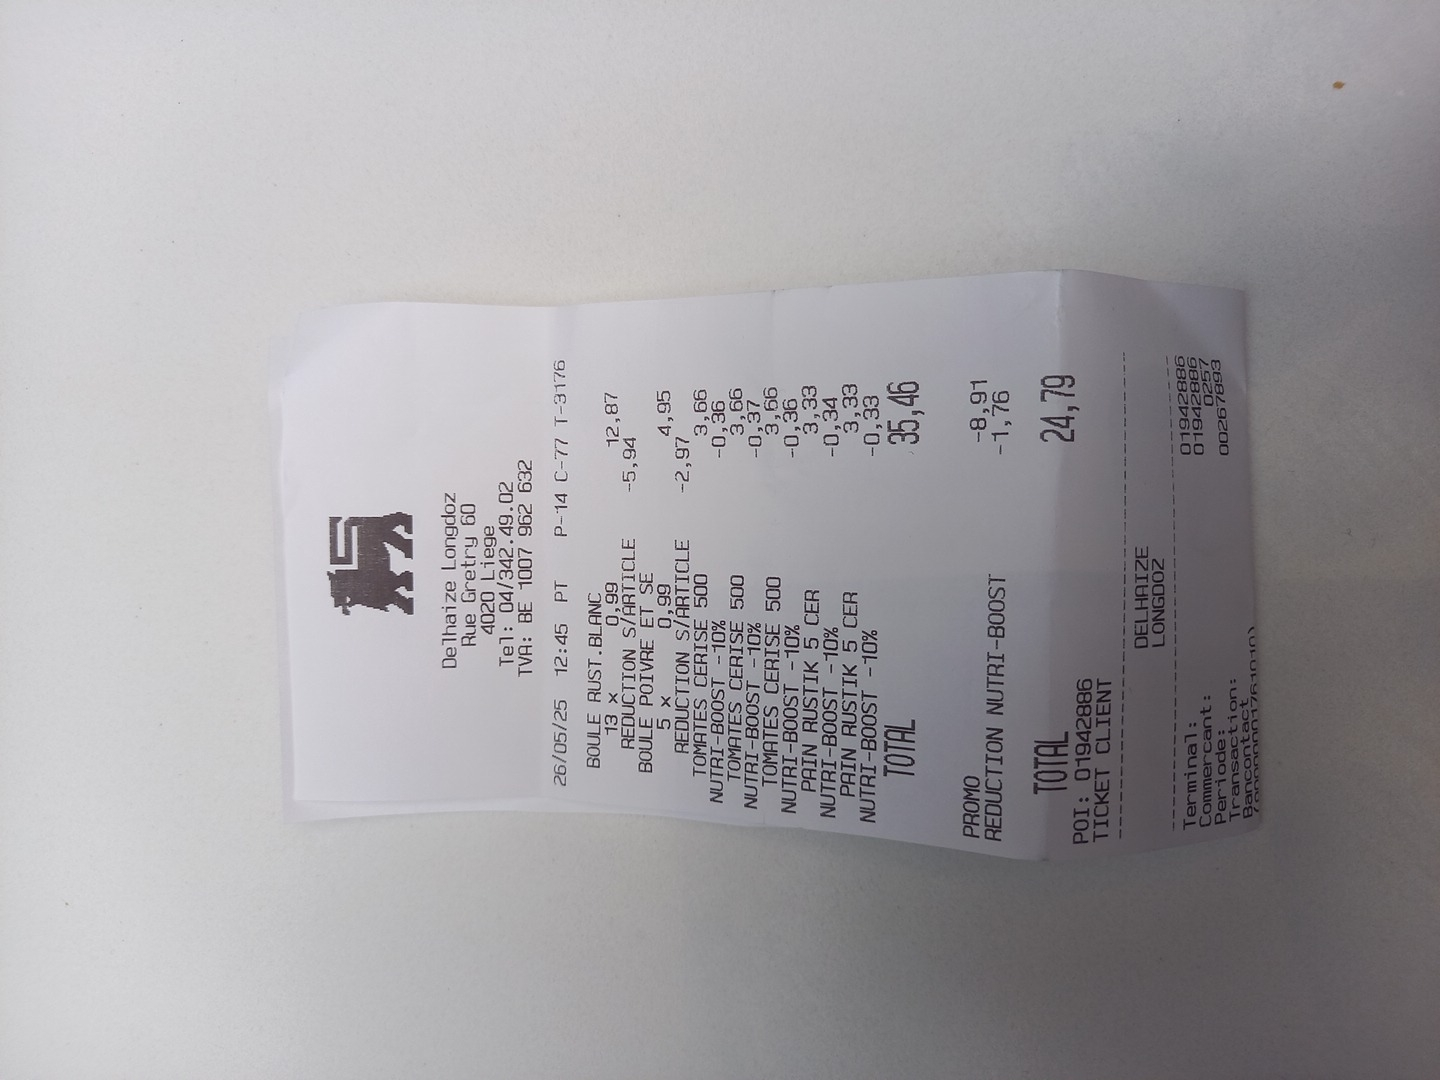 Delhaize Longdoz
Rue Gretry 60
4020 Liege
Tel: 04/342.49.02
TVA: BE 1007 962 632
26/05/25 12:45 PT P-14 C-77 T-3176
BOULE RUST.BLANC
13 x 0,99 12,87
REDUCTION S/ARTICLE -5,94
BOULE POIVRE ET SE
5 x 0,99 4,95
REDUCTION S/ARTICLE -2,97
TOMATES CERISE 500 3,66
NUTRI-BOOST -10% -0,36
TOMATES CERISE 500 3,66
NUTRI-BOOST -10% -0,37
TOMATES CERISE 500 3,66
NUTRI-BOOST -10% -0,36
PAIN RUSTIK 5 CER 3,33
NUTRI-BOOST -10% -0,34
PAIN RUSTIK 5 CER 3,33
NUTRI-BOOST -10% -0,33
TOTAL 35,46
PROMO -8,91
REDUCTION NUTRI-BOOST -1,76
TOTAL 24,79
POI: 01942886
TICKET CLIENT
DELHAIZE
LONGDOZ
Terminal: 01942886
Commercant: 01942886
Periode: 0257
Transaction: 00267893
Bancontact